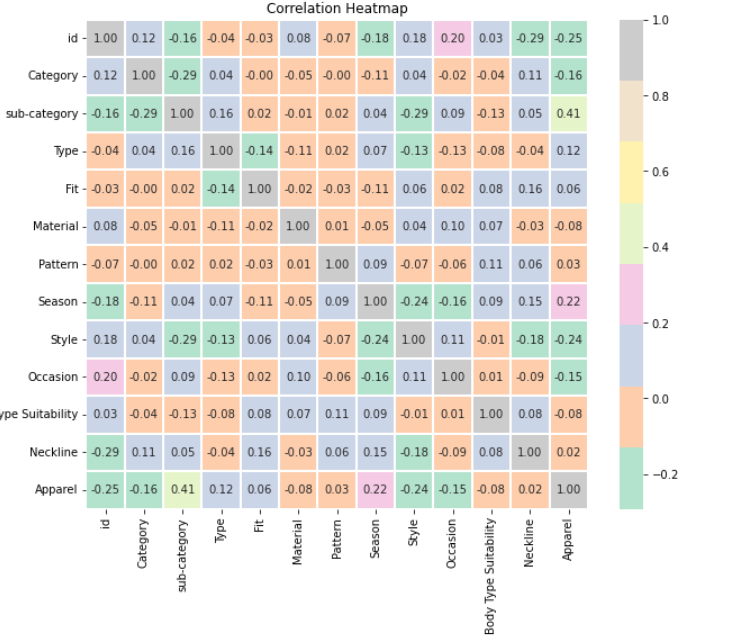 Correlation Heatmap
id 1.00 0.12 -0.16 -0.04 -0.03 0.08 -0.07 -0.18 0.18 0.20 0.03 -0.29 -0.25
Category 0.12 1.00 -0.29 0.04 -0.00 -0.05 -0.00 -0.11 0.04 -0.02 -0.04 0.11 -0.16
sub-category -0.16 -0.29 1.00 0.16 0.02 -0.01 0.02 0.04 -0.29 0.09 -0.13 0.05 0.41
Type -0.04 0.04 0.16 1.00 -0.14 -0.11 0.02 0.07 -0.13 -0.13 -0.08 -0.04 0.12
Fit -0.03 -0.00 0.02 -0.14 1.00 -0.02 -0.03 -0.11 0.06 0.02 0.08 0.16 0.06
Material 0.08 -0.05 -0.01 -0.11 -0.02 1.00 0.01 -0.05 0.04 0.10 0.07 -0.03 -0.08
Pattern -0.07 -0.00 0.02 0.02 -0.03 0.01 1.00 0.09 -0.07 -0.06 0.11 0.06 0.03
Season -0.18 -0.11 0.04 0.07 -0.11 -0.05 0.09 1.00 -0.24 -0.16 0.09 0.15 0.22
Style 0.18 0.04 -0.29 -0.13 0.06 0.04 -0.07 -0.24 1.00 0.11 -0.01 -0.18 -0.24
Occasion 0.20 -0.02 0.09 -0.13 0.02 0.10 -0.06 -0.16 0.11 1.00 0.01 -0.09 -0.15
ype Suitability 0.03 -0.04 -0.13 -0.08 0.08 0.07 0.11 0.09 -0.01 0.01 1.00 0.08 -0.08
Neckline -0.29 0.11 0.05 -0.04 0.16 -0.03 0.06 0.15 -0.18 -0.09 0.08 1.00 0.02
Apparel -0.25 -0.16 0.41 0.12 0.06 -0.08 0.03 0.22 -0.24 -0.15 -0.08 0.02 1.00
id
Category
sub-category
Type
Fit
Material
Pattern
Season
Style
Occasion
Body Type Suitability
Neckline
Apparel
1.0
0.8
0.6
0.4
0.2
0.0
-0.2